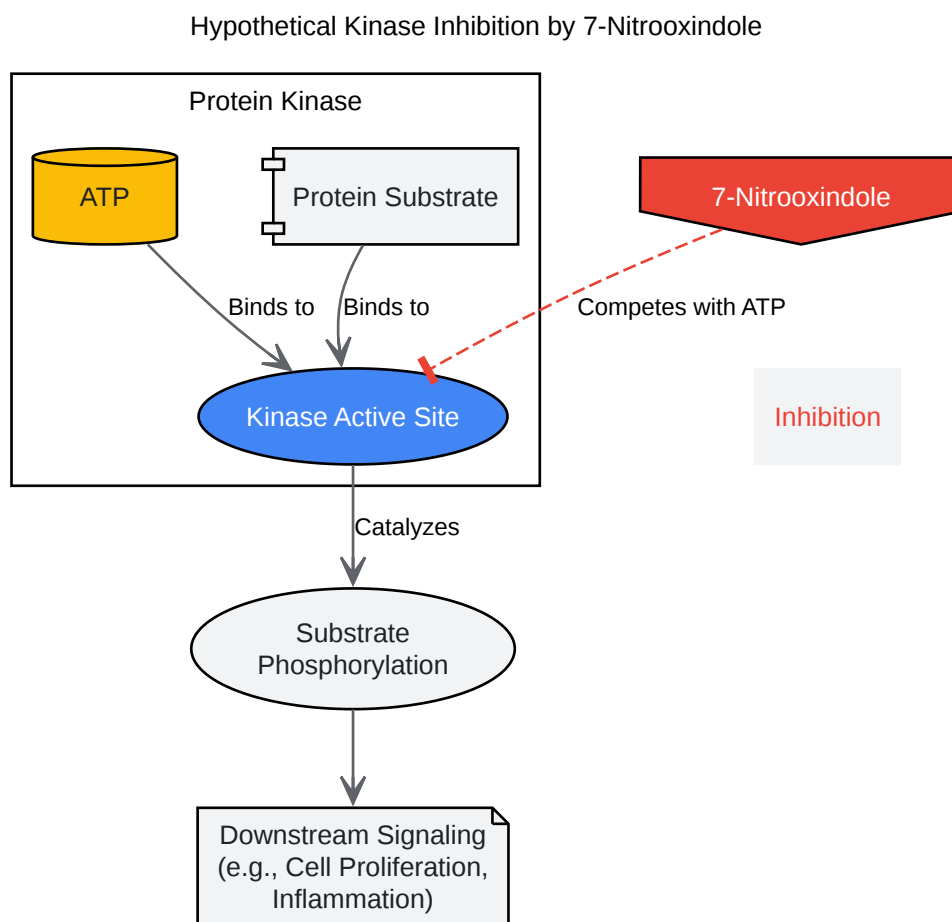 Hypothetical Kinase Inhibition by 7-Nitrooxindole
Protein Kinase
ATP
Protein Substrate
7-Nitrooxindole
Binds to
Binds to
Competes with ATP
Kinase Active Site
Inhibition
Catalyzes
Substrate
Phosphorylation
Downstream Signaling
(e.g., Cell Proliferation,
Inflammation)